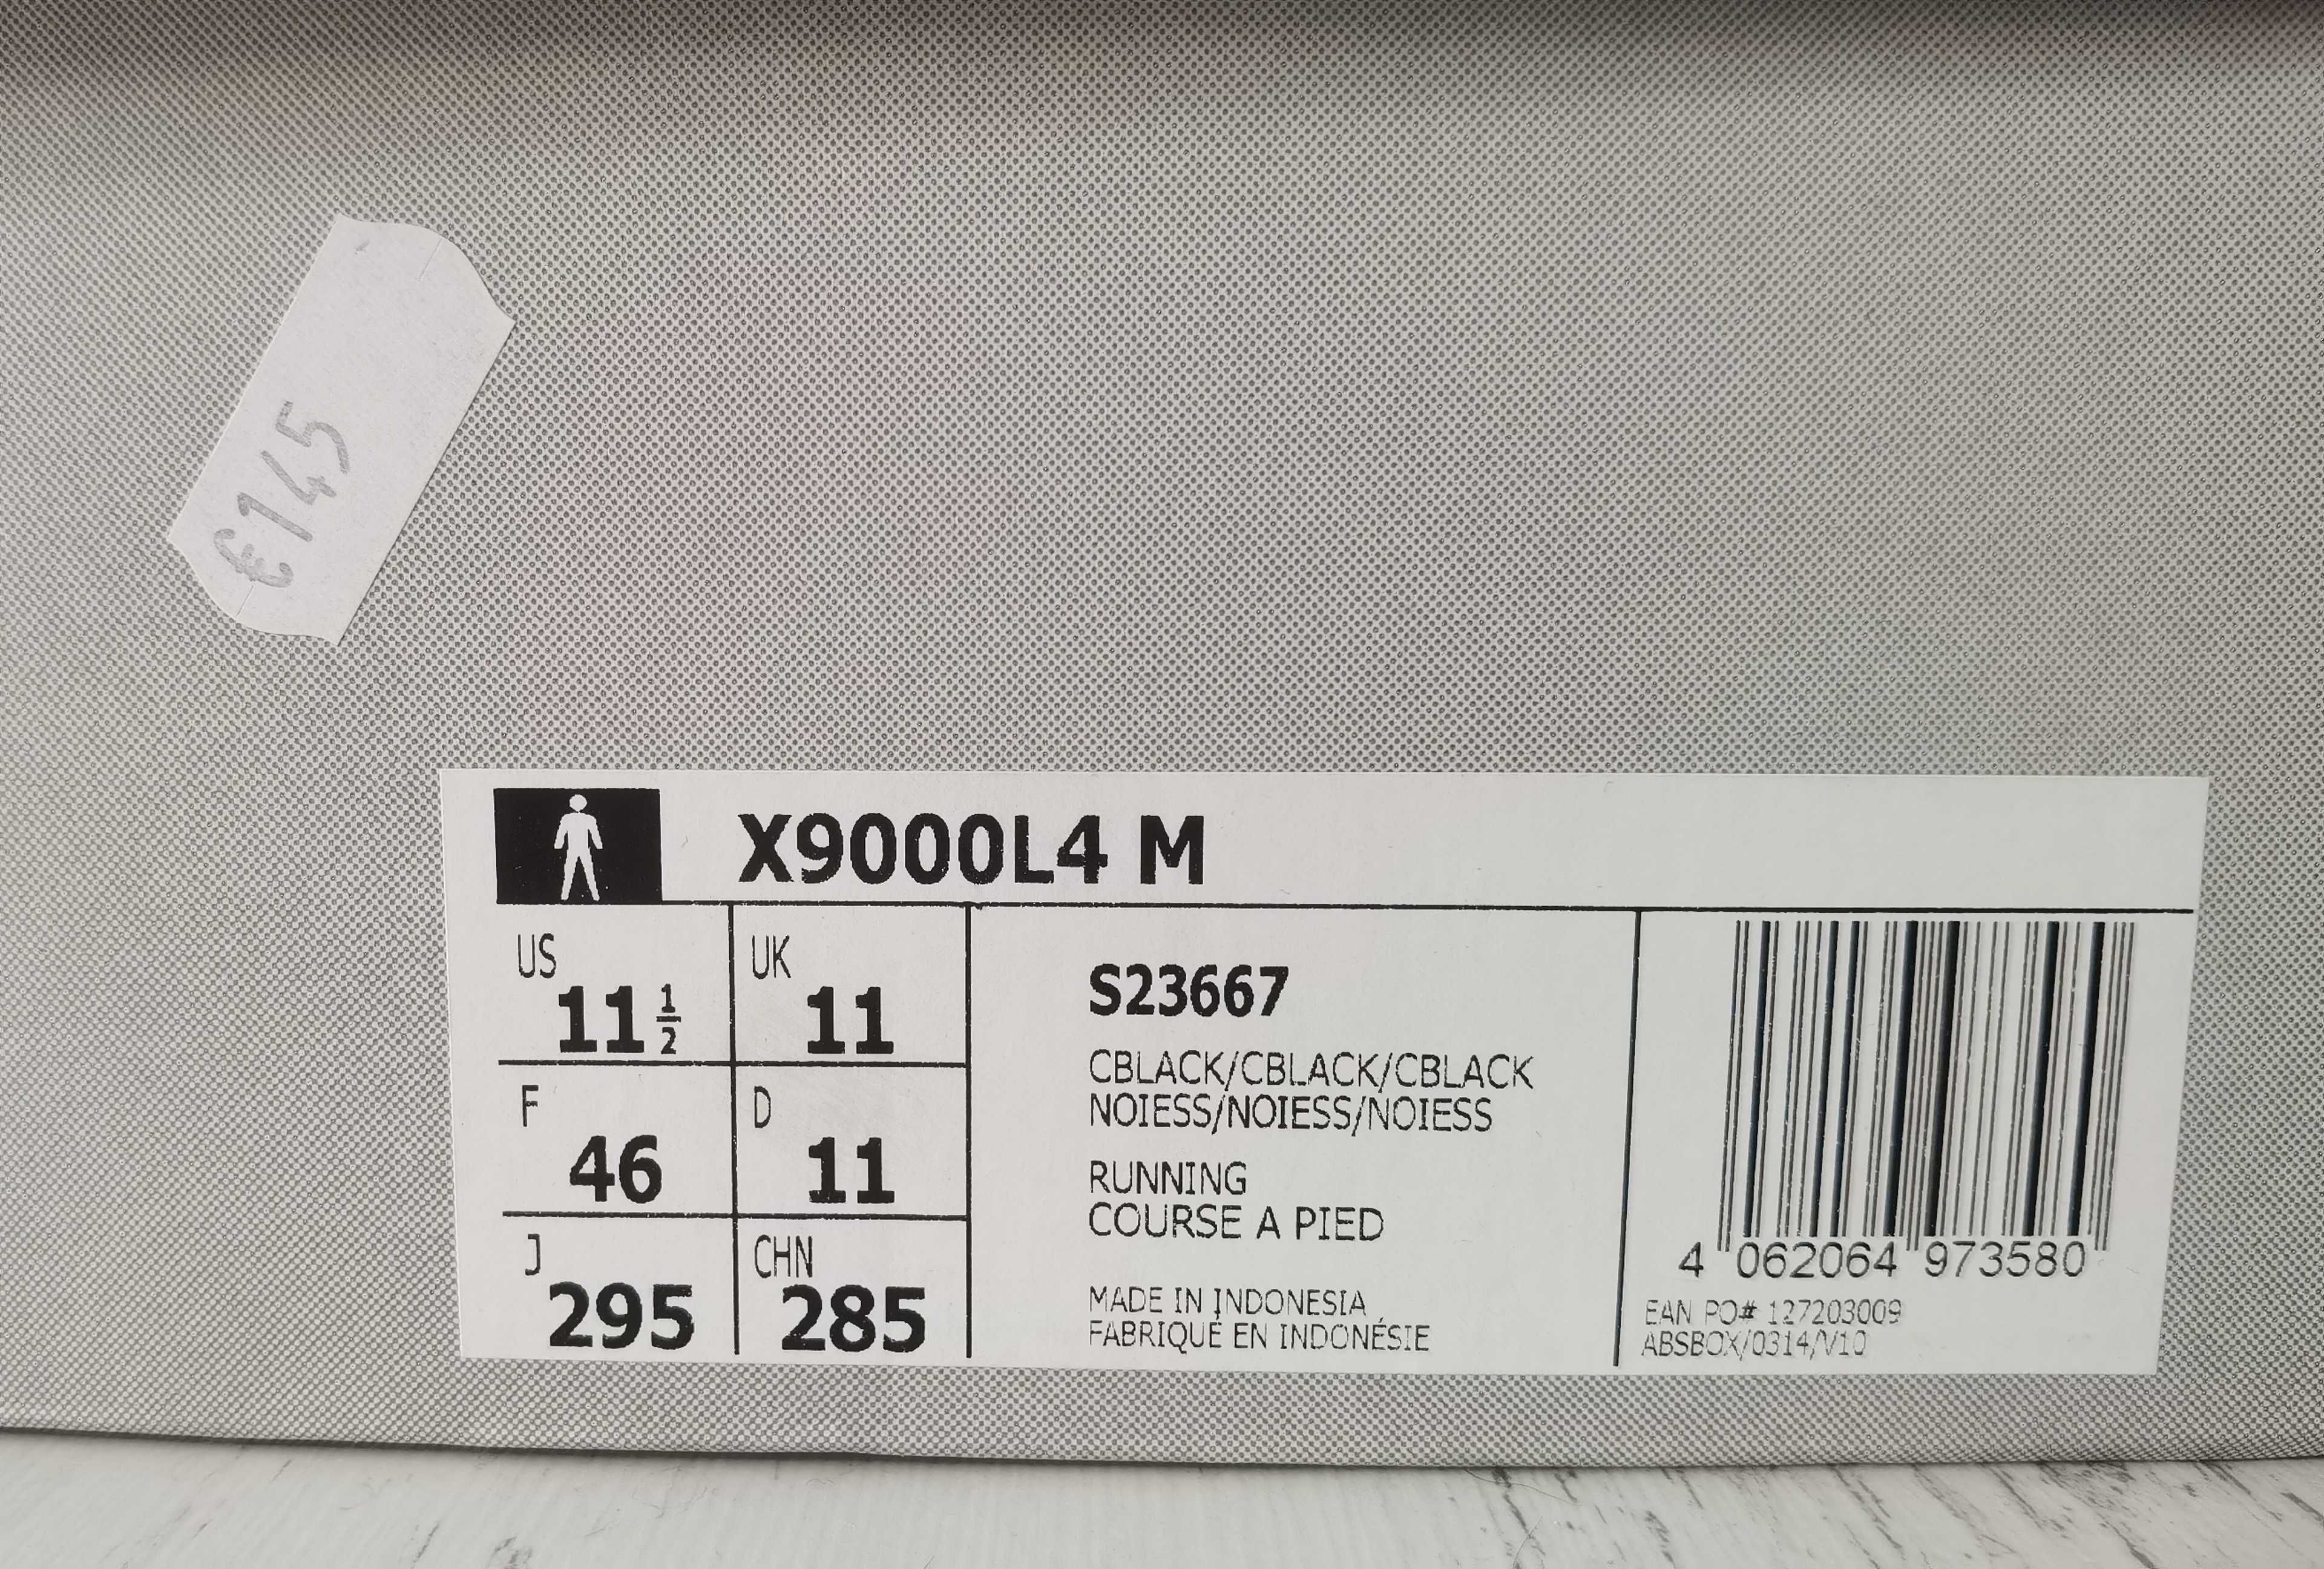 €145
X9000L4 M
US 11 1/2
UK 11
F 46
D 11
J 295
CHN 285
S23667
CBLACK/CBLACK/CBLACK
NOIESS/NOIESS/NOIESS
RUNNING
COURSE A PIED
MADE IN INDONESIA
FABRIQUÉ EN INDONÉSIE
4 062064 973580
EAN PO# 127203009
ABSBOX/0314/V10